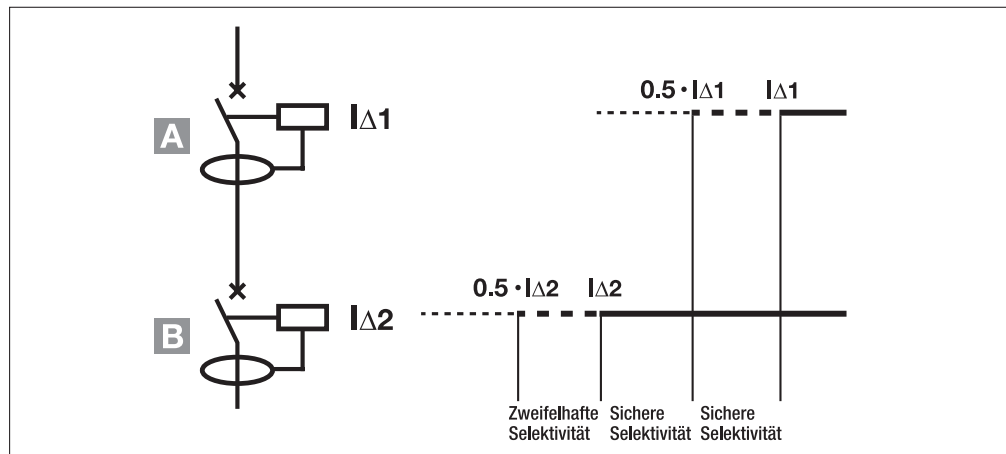 0.5 · IΔ1 IΔ1
IΔ1
A
0.5 · IΔ2 IΔ2
IΔ2
B
Zweifelhafte
Selektivität
Sichere
Selektivität
Sichere
Selektivität